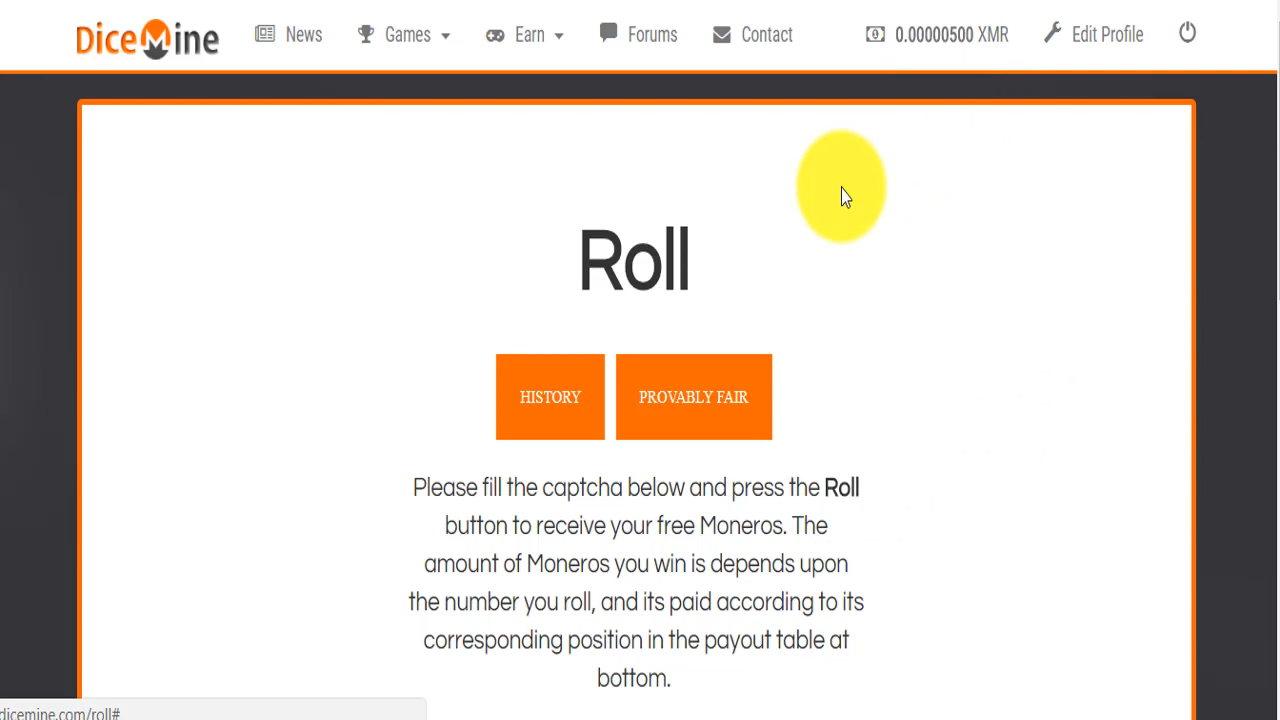 DiceMine News Games Earn Forums Contact 0.00000500 XMR Edit Profile
Roll
HISTORY PROVABLY FAIR
Please fill the captcha below and press the Roll
button to receive your free Moneros. The
amount of Moneros you win is depends upon
the number you roll, and its paid according to its
corresponding position in the payout table at
bottom.
dicemine.com/roll#